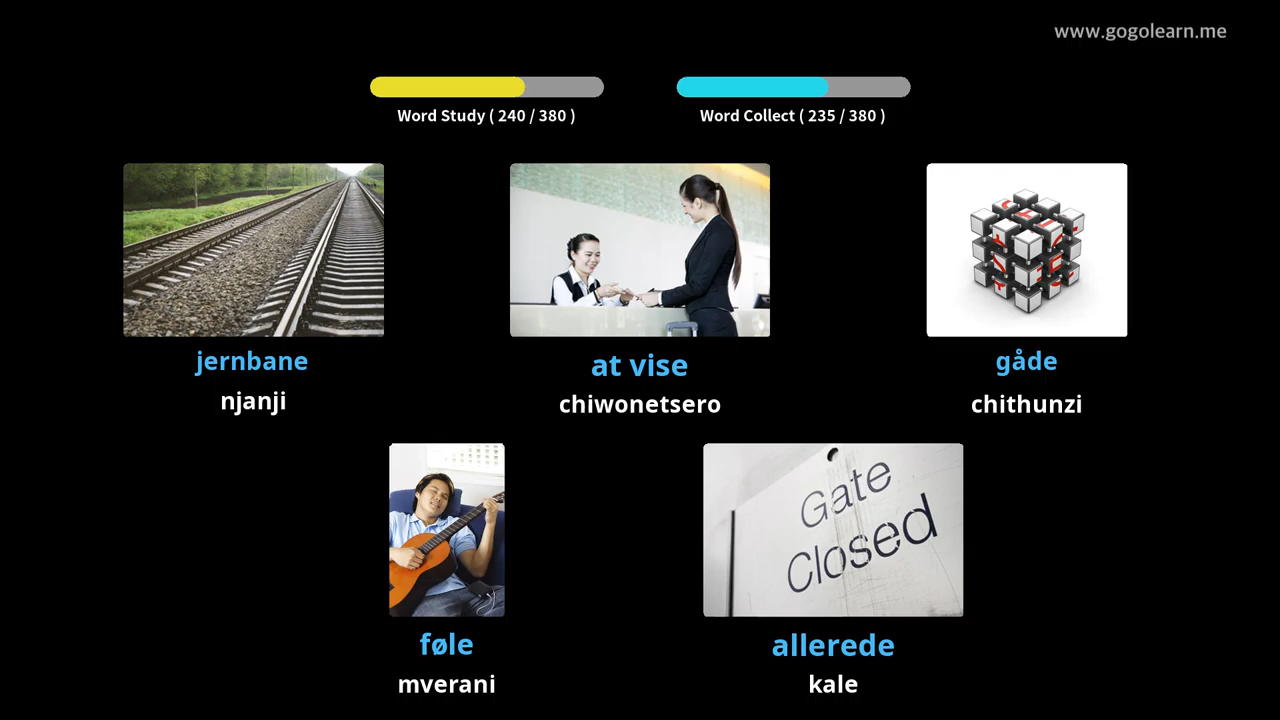 www.gogolearn.me
Word Study ( 240 / 380 )
Word Collect ( 235 / 380 )
jernbane
njanji
at vise
chiwonetsero
gåde
chithunzi
Gate
Closed
føle
mverani
allerede
kale